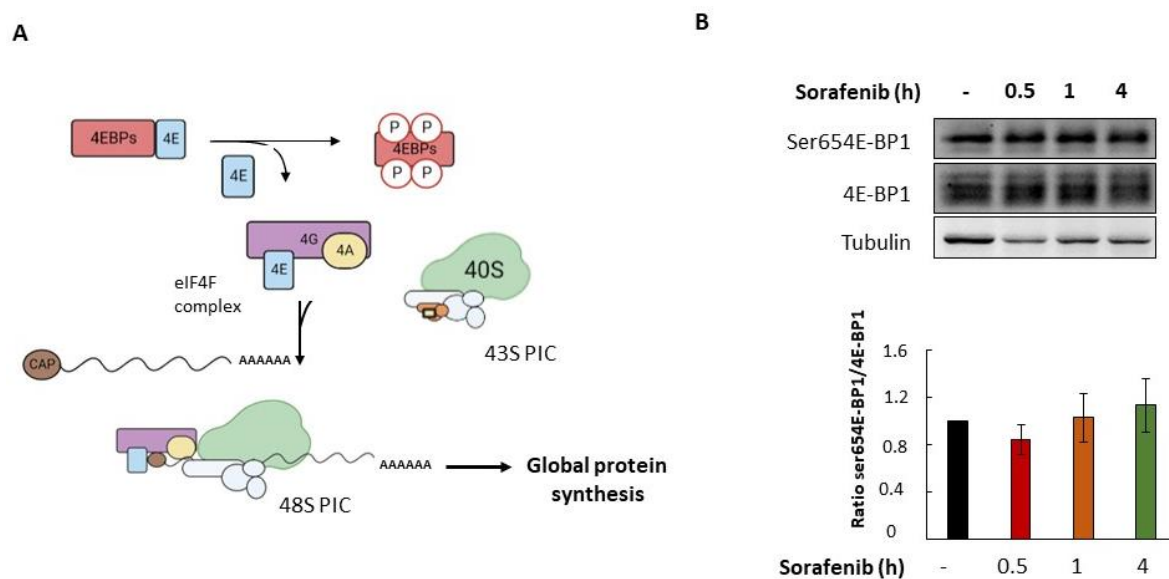 A
4EBPs 4E
4E
P P
4EBPs
P P
4G
4A
4E
eIF4F
complex
40S
43S PIC
CAP
AAAAAA
AAAAAA
48S PIC
Global protein
synthesis
B
Sorafenib (h) - 0.5 1 4
Ser654E-BP1
4E-BP1
Tubulin
Ratio ser654E-BP1/4E-BP1
1.6
1.2
0.8
0.4
0
Sorafenib (h) - 0.5 1 4